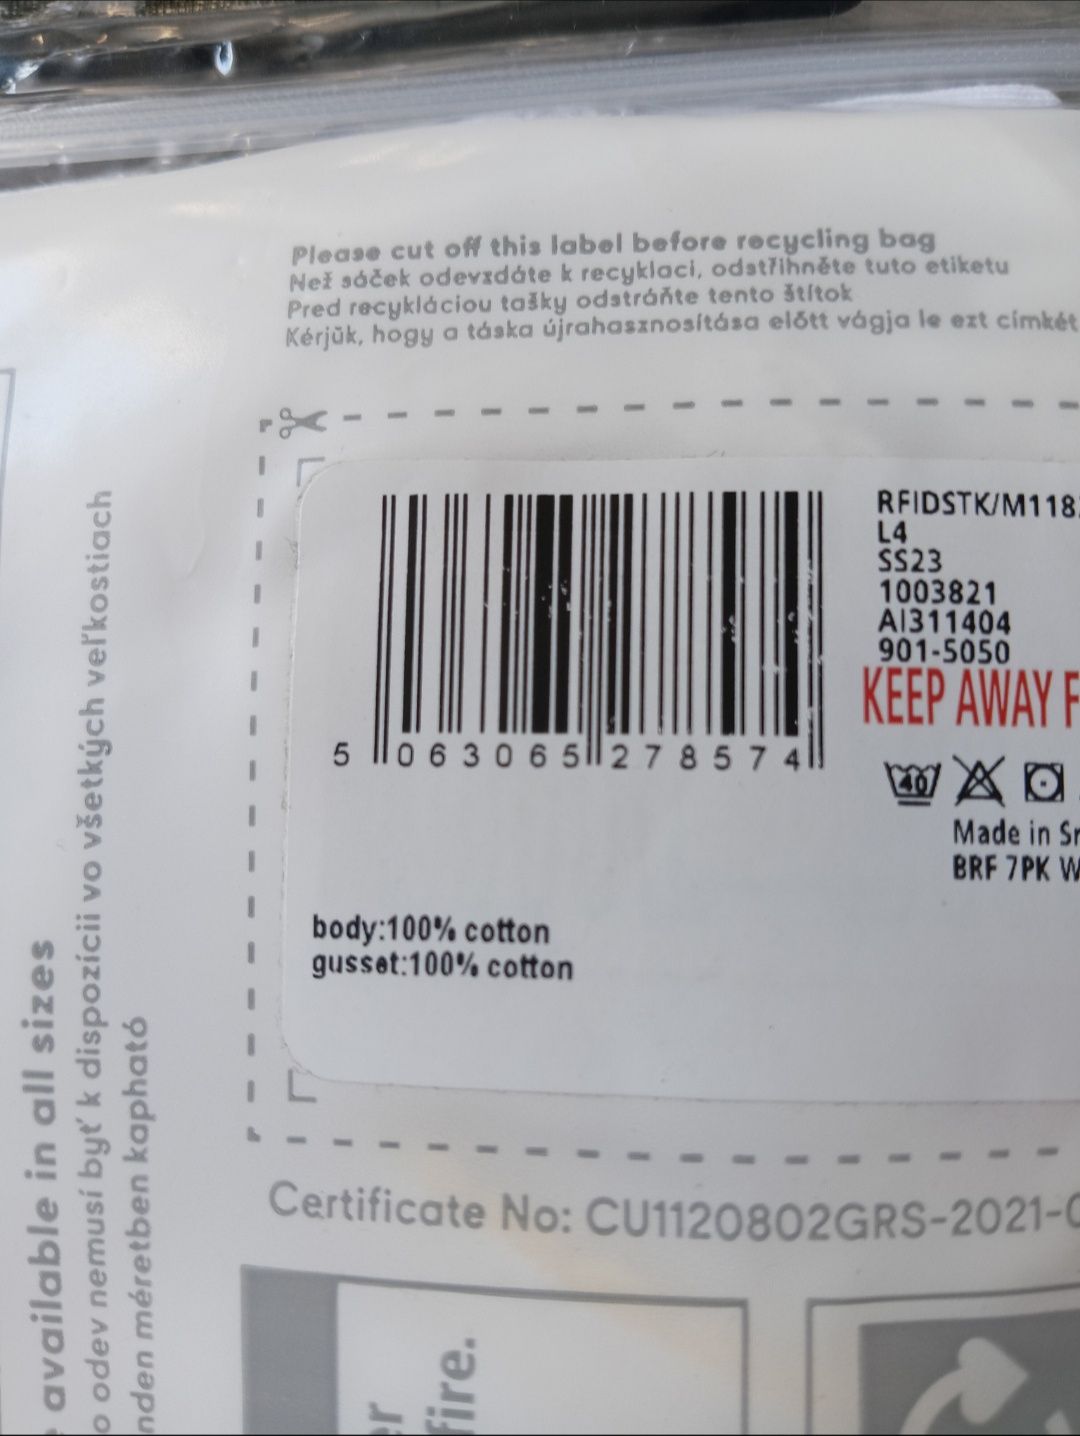 Please cut off this label before recycling bag
Než sáček odevzdáte k recyklaci, odstřihněte tuto etiketu
Pred recykláciou tašky odstráňte tento štítok
Kérjük, hogy a táska újrahasznosítása előtt vágja le ezt címkét
RFIDSTK/M118
L4
SS23
1003821
AI311404
901-5050
KEEP AWAY F
5 063065 278574
40
Made in Sr
BRF 7PK W
body:100% cotton
gusset:100% cotton
Certificate No: CU1120802GRS-2021-
available in all sizes
o odev nemusí byť k dispozícii vo všetkých veľkostiach
nden méretben kapható
er
fire.